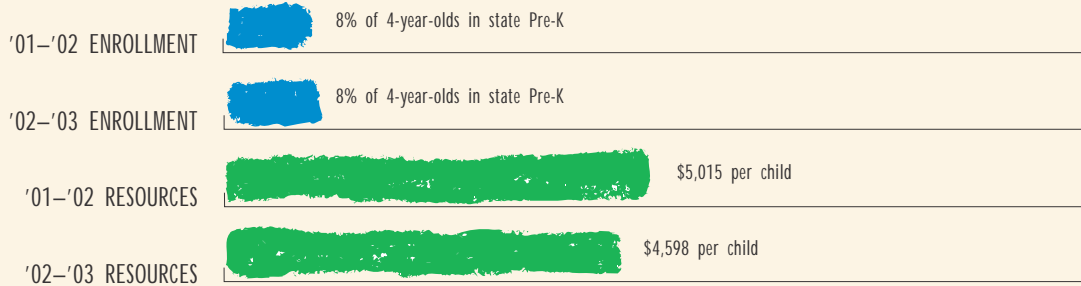 8% of 4-year-olds in state Pre-K
'01–'02 ENROLLMENT
8% of 4-year-olds in state Pre-K
'02–'03 ENROLLMENT
$5,015 per child
'01–'02 RESOURCES
$4,598 per child
'02–'03 RESOURCES